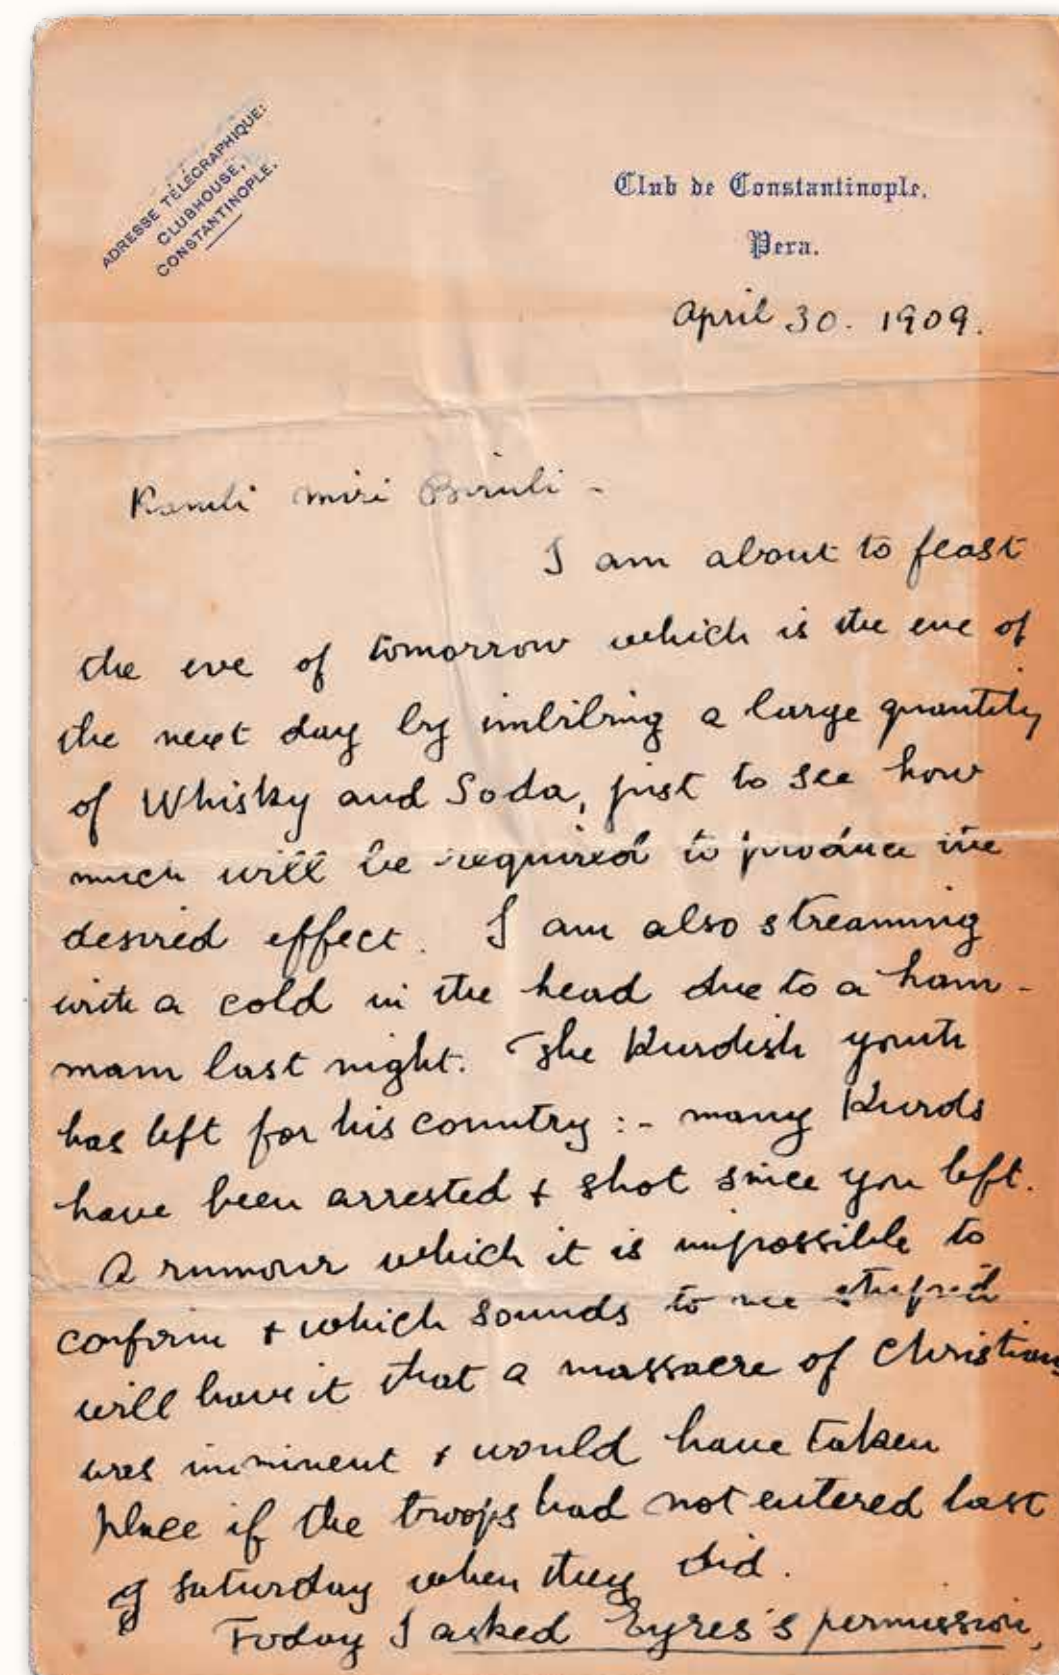 ADRESSE TÉLÉGRAPHIQUE:
CLUBHOUSE,
CONSTANTINOPLE.
Club de Constantinople.
Pera.
April 30. 1909.
Kamli miri Biruli -
I am about to feast
the eve of tomorrow which is the eve of
the next day by imbibing a large quantity
of Whisky and Soda, just to see how
much will be required to produce the
desired effect. I am also streaming
with a cold in the head due to a ham-
mam last night. The Kurdish youth
has left for his country :- many Kurds
have been arrested & shot since you left.
A rumour which it is impossible to
confirm & which sounds to me stupid
will have it that a massacre of Christians
was imminent & would have taken
place if the troops had not entered last
Saturday when they did.
Today I asked Eyres's permission,